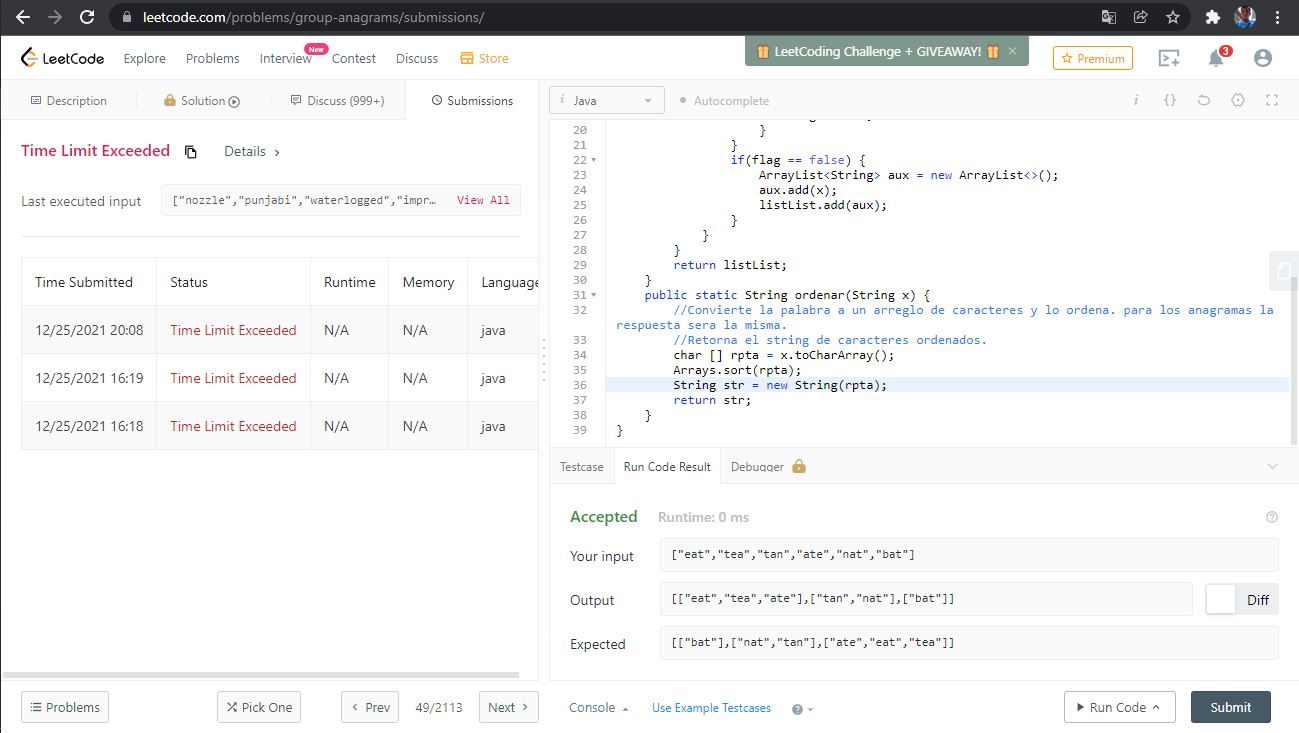 leetcode.com/problems/group-anagrams/submissions/
LeetCode
Explore
Problems
Interview
New
Contest
Discuss
Store
LeetCoding Challenge + GIVEAWAY!
×
Premium
3
Description
Solution
Discuss (999+)
Submissions
i Java
Autocomplete
Time Limit Exceeded
Details
Last executed input
["nozzle","punjabi","waterlogged","impr…
View All
Time Submitted Status Runtime Memory Language
12/25/2021 20:08 Time Limit Exceeded N/A N/A java
12/25/2021 16:19 Time Limit Exceeded N/A N/A java
12/25/2021 16:18 Time Limit Exceeded N/A N/A java
20 }
21 }
22 if(flag == false) {
23 ArrayList<String> aux = new ArrayList<>();
24 aux.add(x);
25 listList.add(aux);
26 }
27 }
28 }
29 return listList;
30 }
31 public static String ordenar(String x) {
32 //Convierte la palabra a un arreglo de caracteres y lo ordena. para los anagramas la
respuesta sera la misma.
33 //Retorna el string de caracteres ordenados.
34 char [] rpta = x.toCharArray();
35 Arrays.sort(rpta);
36 String str = new String(rpta);
37 return str;
38 }
39 }
Testcase
Run Code Result
Debugger
Accepted
Runtime: 0 ms
Your input
["eat","tea","tan","ate","nat","bat"]
Output
[["eat","tea","ate"],["tan","nat"],["bat"]]
Diff
Expected
[["bat"],["nat","tan"],["ate","eat","tea"]]
Problems
Pick One
Prev
49/2113
Next
Console
Use Example Testcases
Run Code
Submit